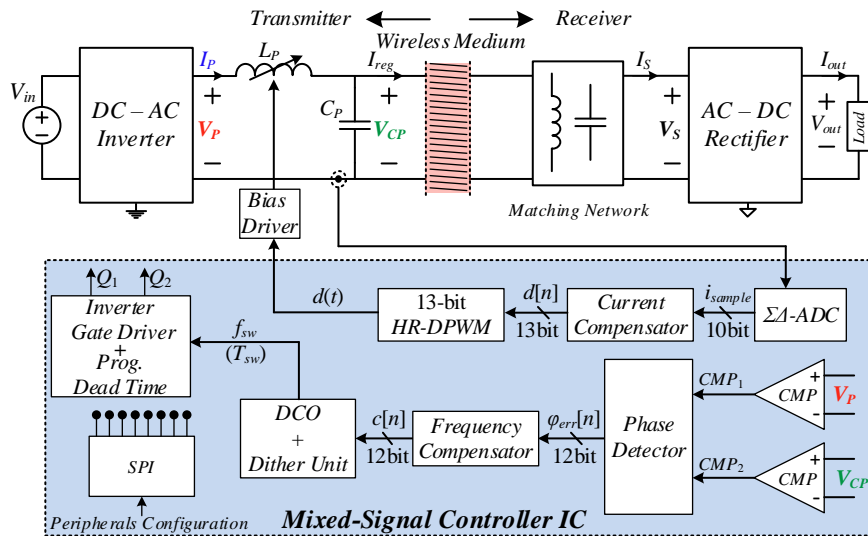 Transmitter
Receiver
Wireless Medium
V_in
DC – AC
Inverter
I_P
L_P
V_P
C_P
I_reg
V_CP
Matching Network
I_S
V_S
AC – DC
Rectifier
I_out
V_out
Load
Bias
Driver
Q_1
Q_2
Inverter
Gate Driver
+
Prog.
Dead Time
f_sw
(T_sw)
d(t)
13-bit
HR-DPWM
d[n]
13bit
Current
Compensator
i_sample
10bit
ΣΔ-ADC
DCO
+
Dither Unit
c[n]
12bit
Frequency
Compensator
φ_err[n]
12bit
Phase
Detector
CMP_1
CMP
V_P
CMP_2
CMP
V_CP
SPI
Peripherals Configuration
Mixed-Signal Controller IC